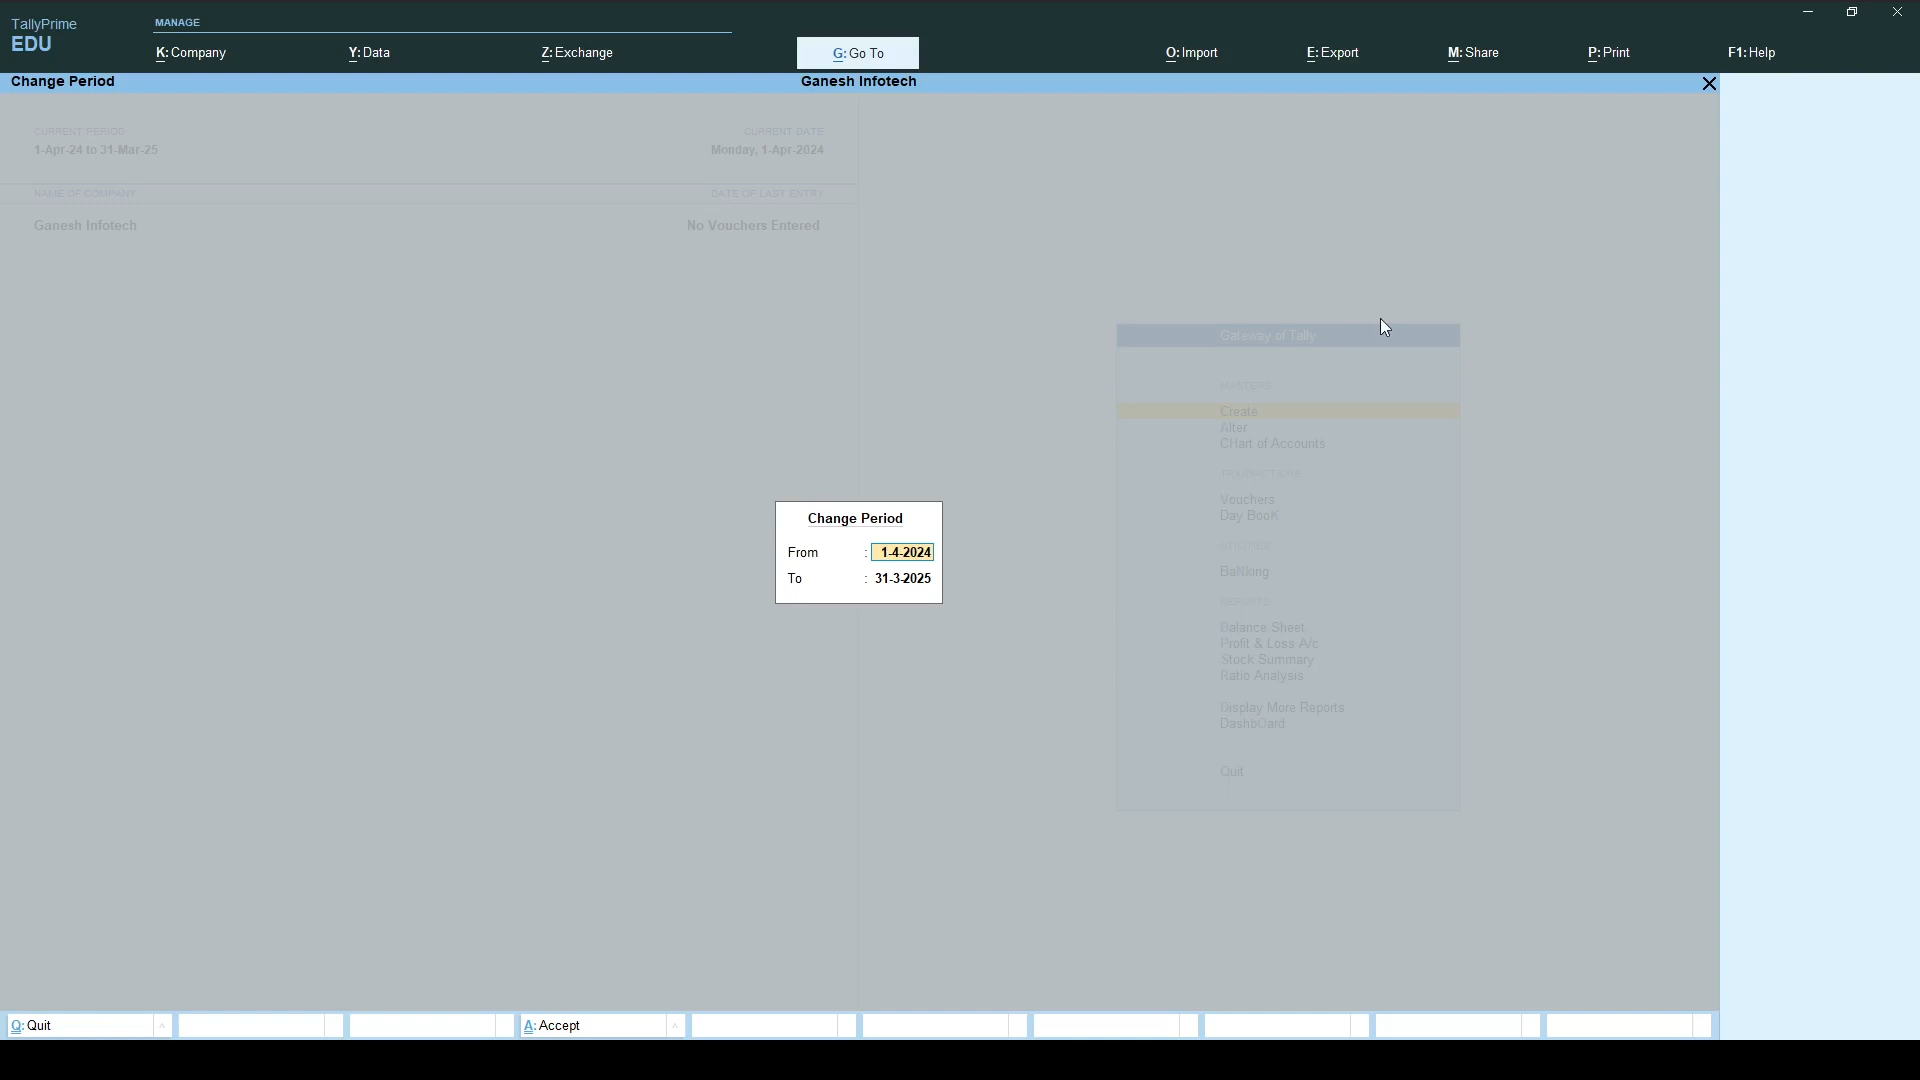 TallyPrime
EDU
MANAGE
K: Company
Y: Data
Z: Exchange
G: Go To
O: Import
E: Export
M: Share
P: Print
F1: Help
Change Period
Ganesh Infotech
CURRENT PERIOD
CURRENT DATE
1-Apr-24 to 31-Mar-25
Monday, 1-Apr-2024
NAME OF COMPANY
DATE OF LAST ENTRY
Ganesh Infotech
No Vouchers Entered
Gateway of Tally
MASTERS
Create
Alter
CHart of Accounts
TRANSACTIONS
Vouchers
Day BooK
UTILITIES
BaNking
REPORTS
Balance Sheet
Profit & Loss A/c
Stock Summary
Ratio Analysis
Display More Reports
DashbOard
Quit
Change Period
From : 1-4-2024
To : 31-3-2025
Q: Quit
A: Accept